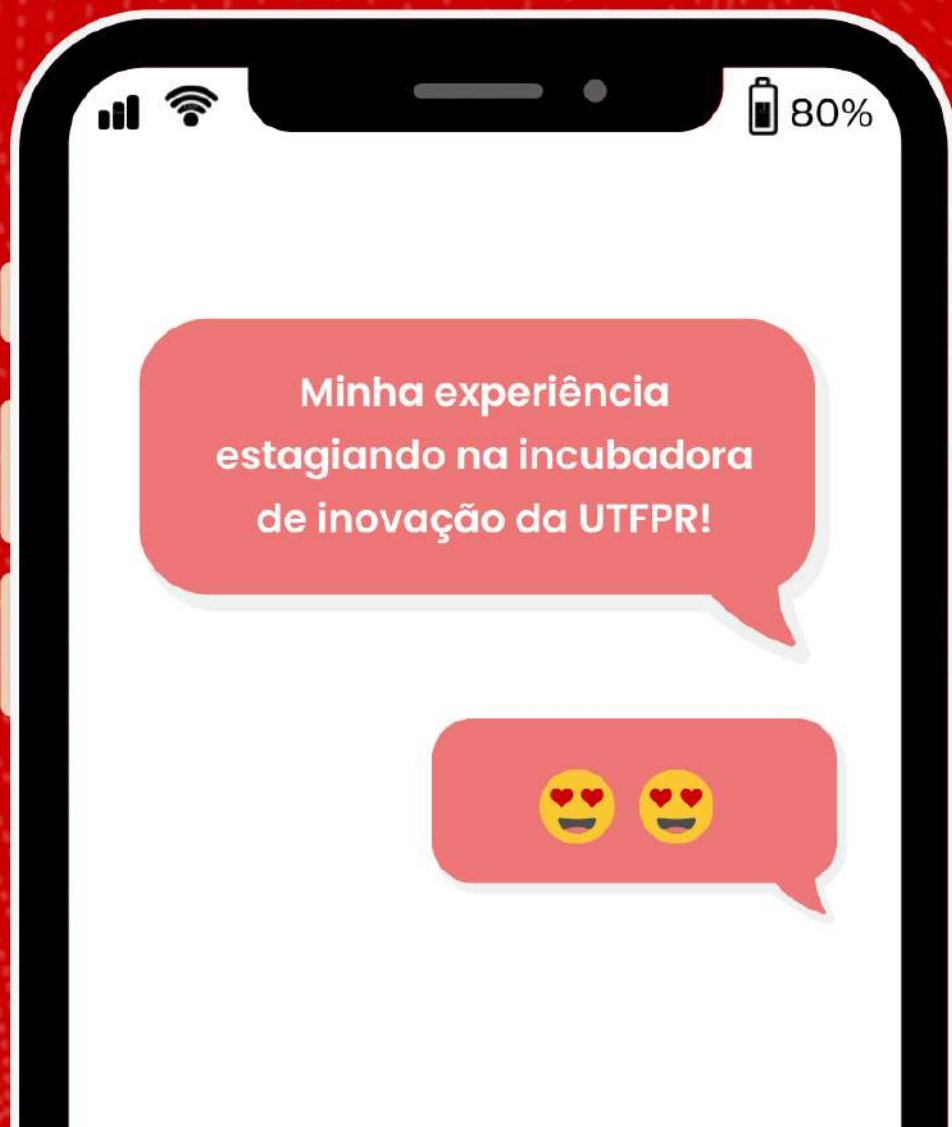 80%
Minha experiência
estagiando na incubadora
de inovação da UTFPR!